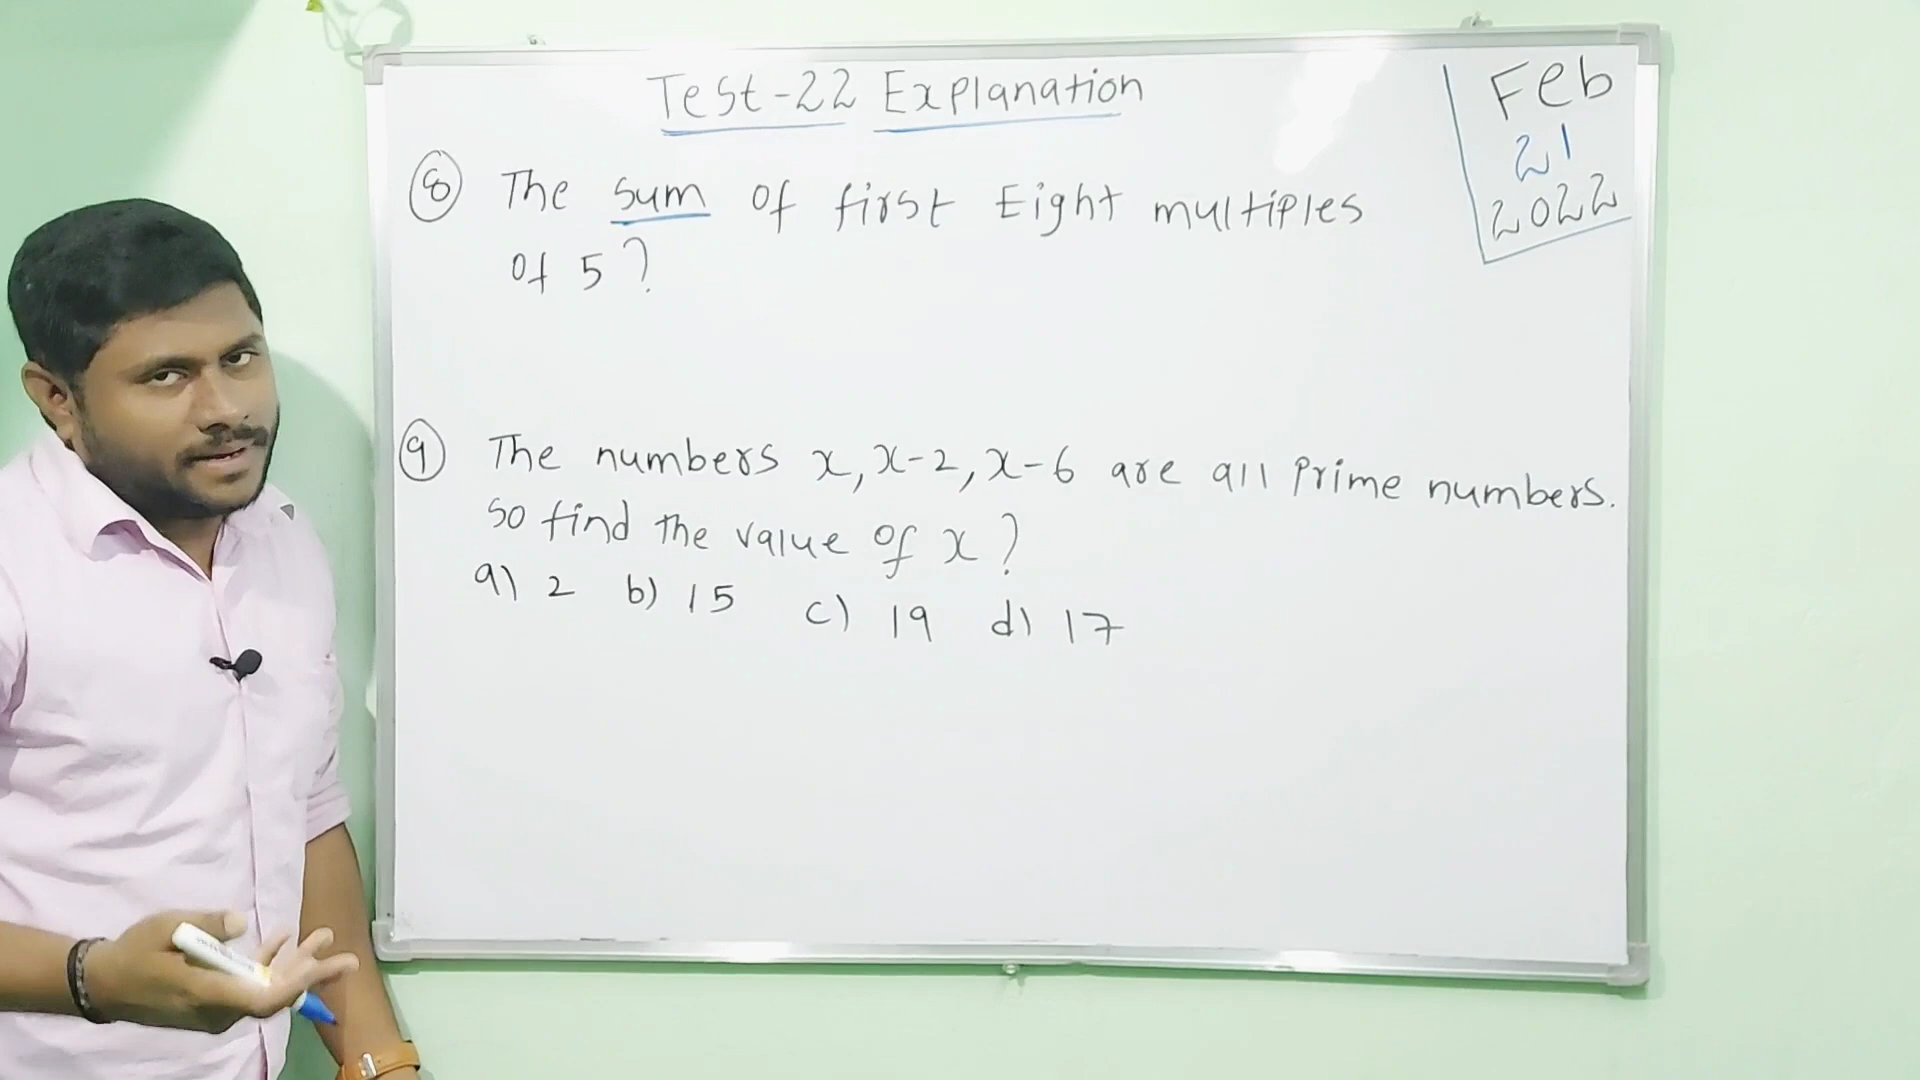 Test-22 Explanation
Feb
21
2022
8 The sum of first Eight multiples
of 5?
9 The numbers x, x-2, x-6 are all Prime numbers.
So find the value of x?
a) 2 b) 15 c) 19 d) 17